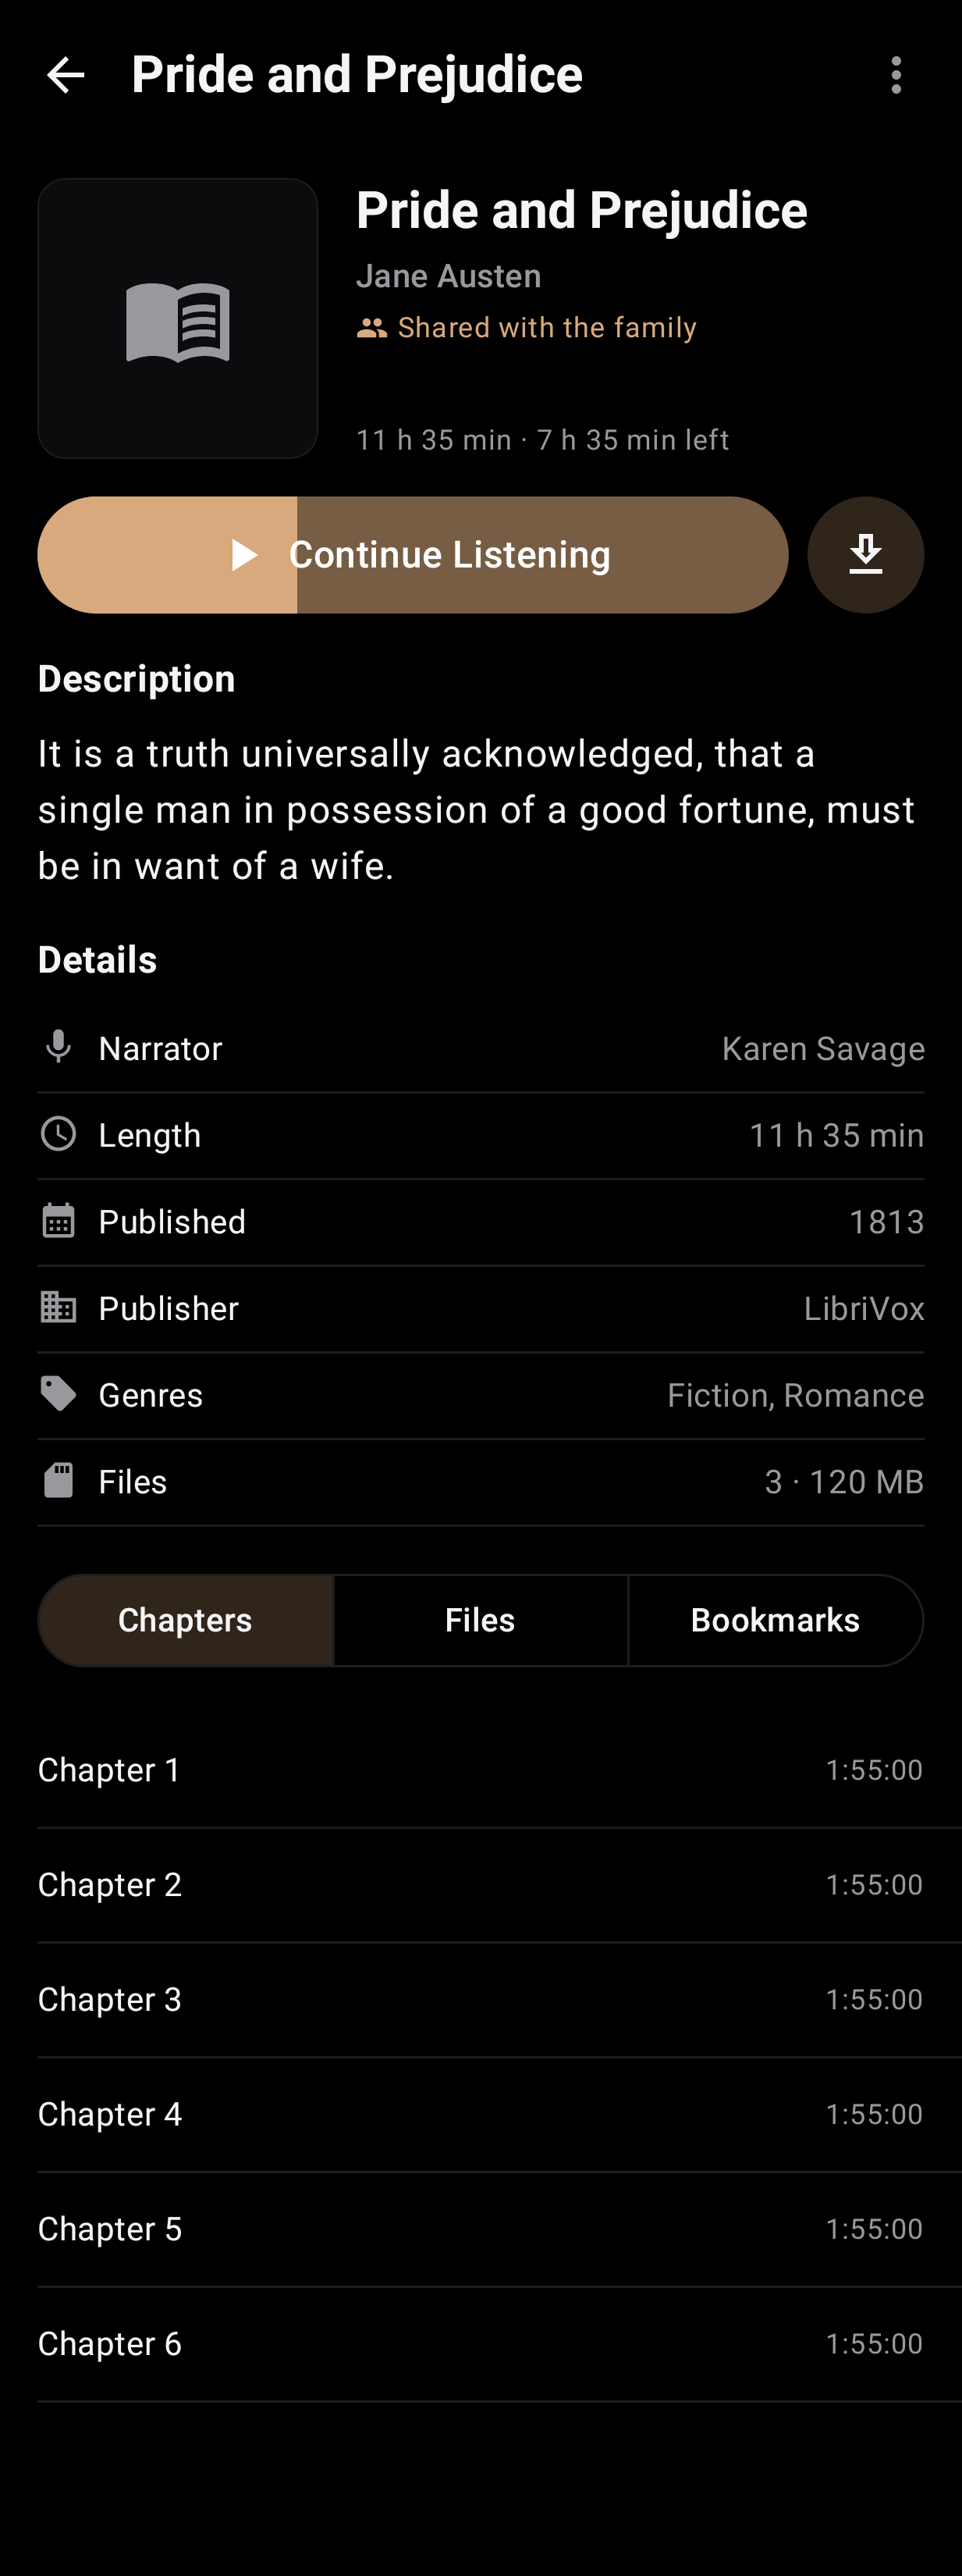 Pride and Prejudice
Pride and Prejudice
Jane Austen
Shared with the family
11 h 35 min · 7 h 35 min left
Continue Listening
Description
It is a truth universally acknowledged, that a
single man in possession of a good fortune, must
be in want of a wife.
Details
Narrator Karen Savage
Length 11 h 35 min
Published 1813
Publisher LibriVox
Genres Fiction, Romance
Files 3 · 120 MB
Chapters Files Bookmarks
Chapter 1 1:55:00
Chapter 2 1:55:00
Chapter 3 1:55:00
Chapter 4 1:55:00
Chapter 5 1:55:00
Chapter 6 1:55:00